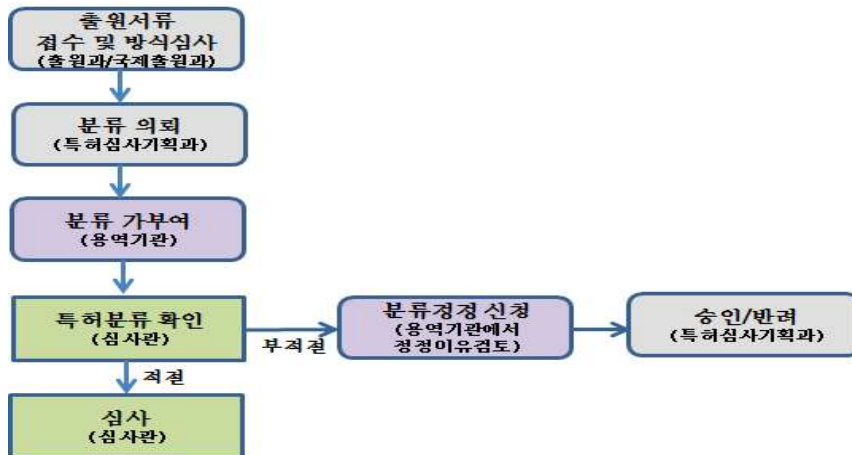 출원서류
접수 및 방식심사
(출원과/국제출원과)
분류 의뢰
(특허심사기획과)
분류 가부여
(용역기관)
특허분류 확인
(심사관)
부적절
분류정정 신청
(용역기관에서
정정이유검토)
승인/반려
(특허심사기획과)
적절
심사
(심사관)